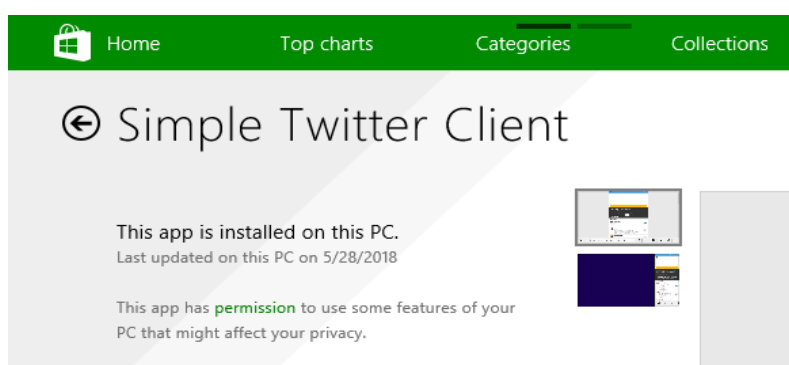 Home Top charts Categories Collections
Simple Twitter Client
This app is installed on this PC.
Last updated on this PC on 5/28/2018
This app has permission to use some features of your
PC that might affect your privacy.